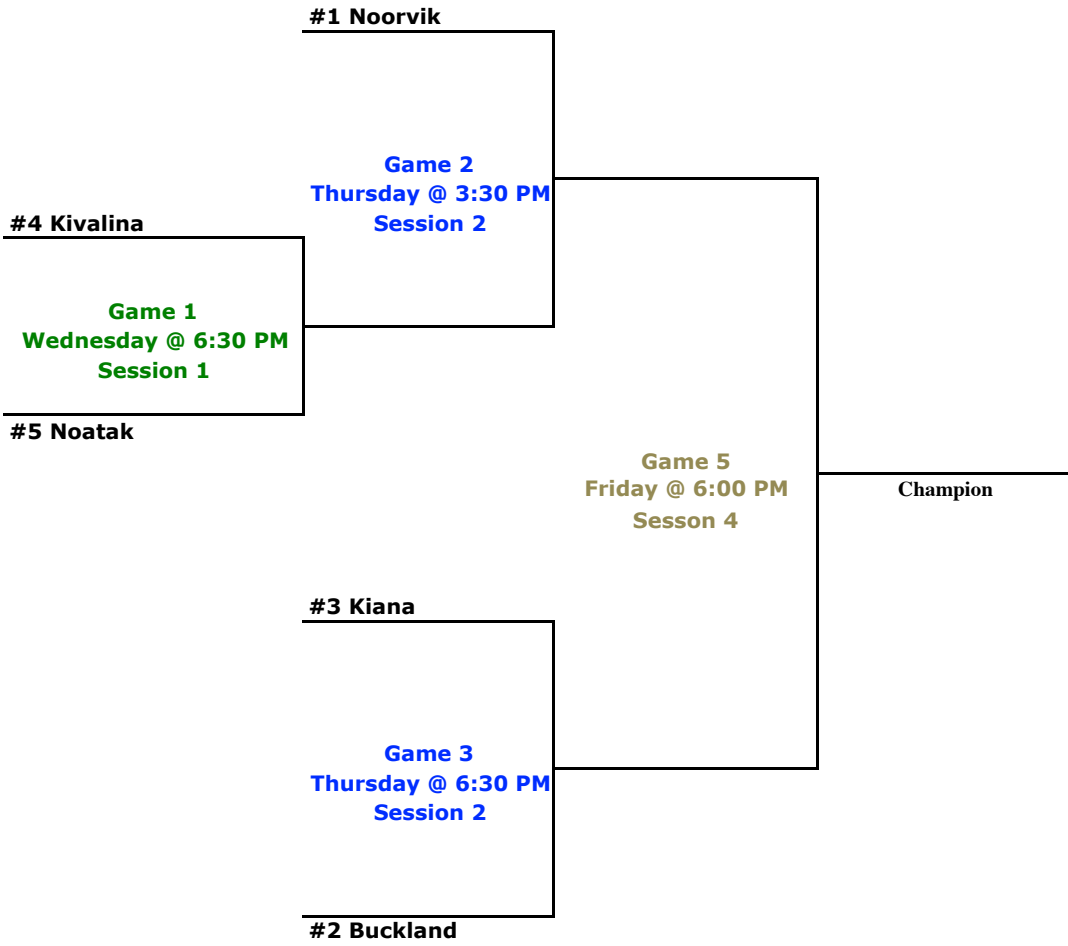 #1 Noorvik
Game 2
Thursday @ 3:30 PM
Session 2
#4 Kivalina
Game 1
Wednesday @ 6:30 PM
Session 1
#5 Noatak
Game 5
Friday @ 6:00 PM
Sesson 4
Champion
#3 Kiana
Game 3
Thursday @ 6:30 PM
Session 2
#2 Buckland